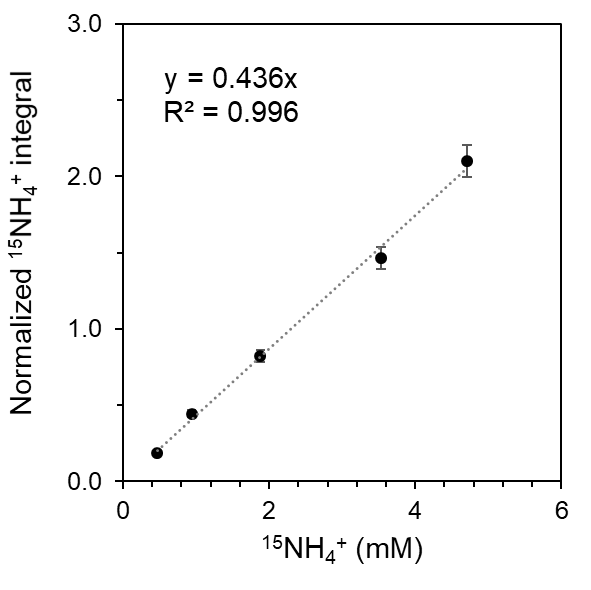 y = 0.436x
R² = 0.996
3.0
2.0
1.0
0.0
Normalized ¹⁵NH₄⁺ integral
0 2 4 6
¹⁵NH₄⁺ (mM)